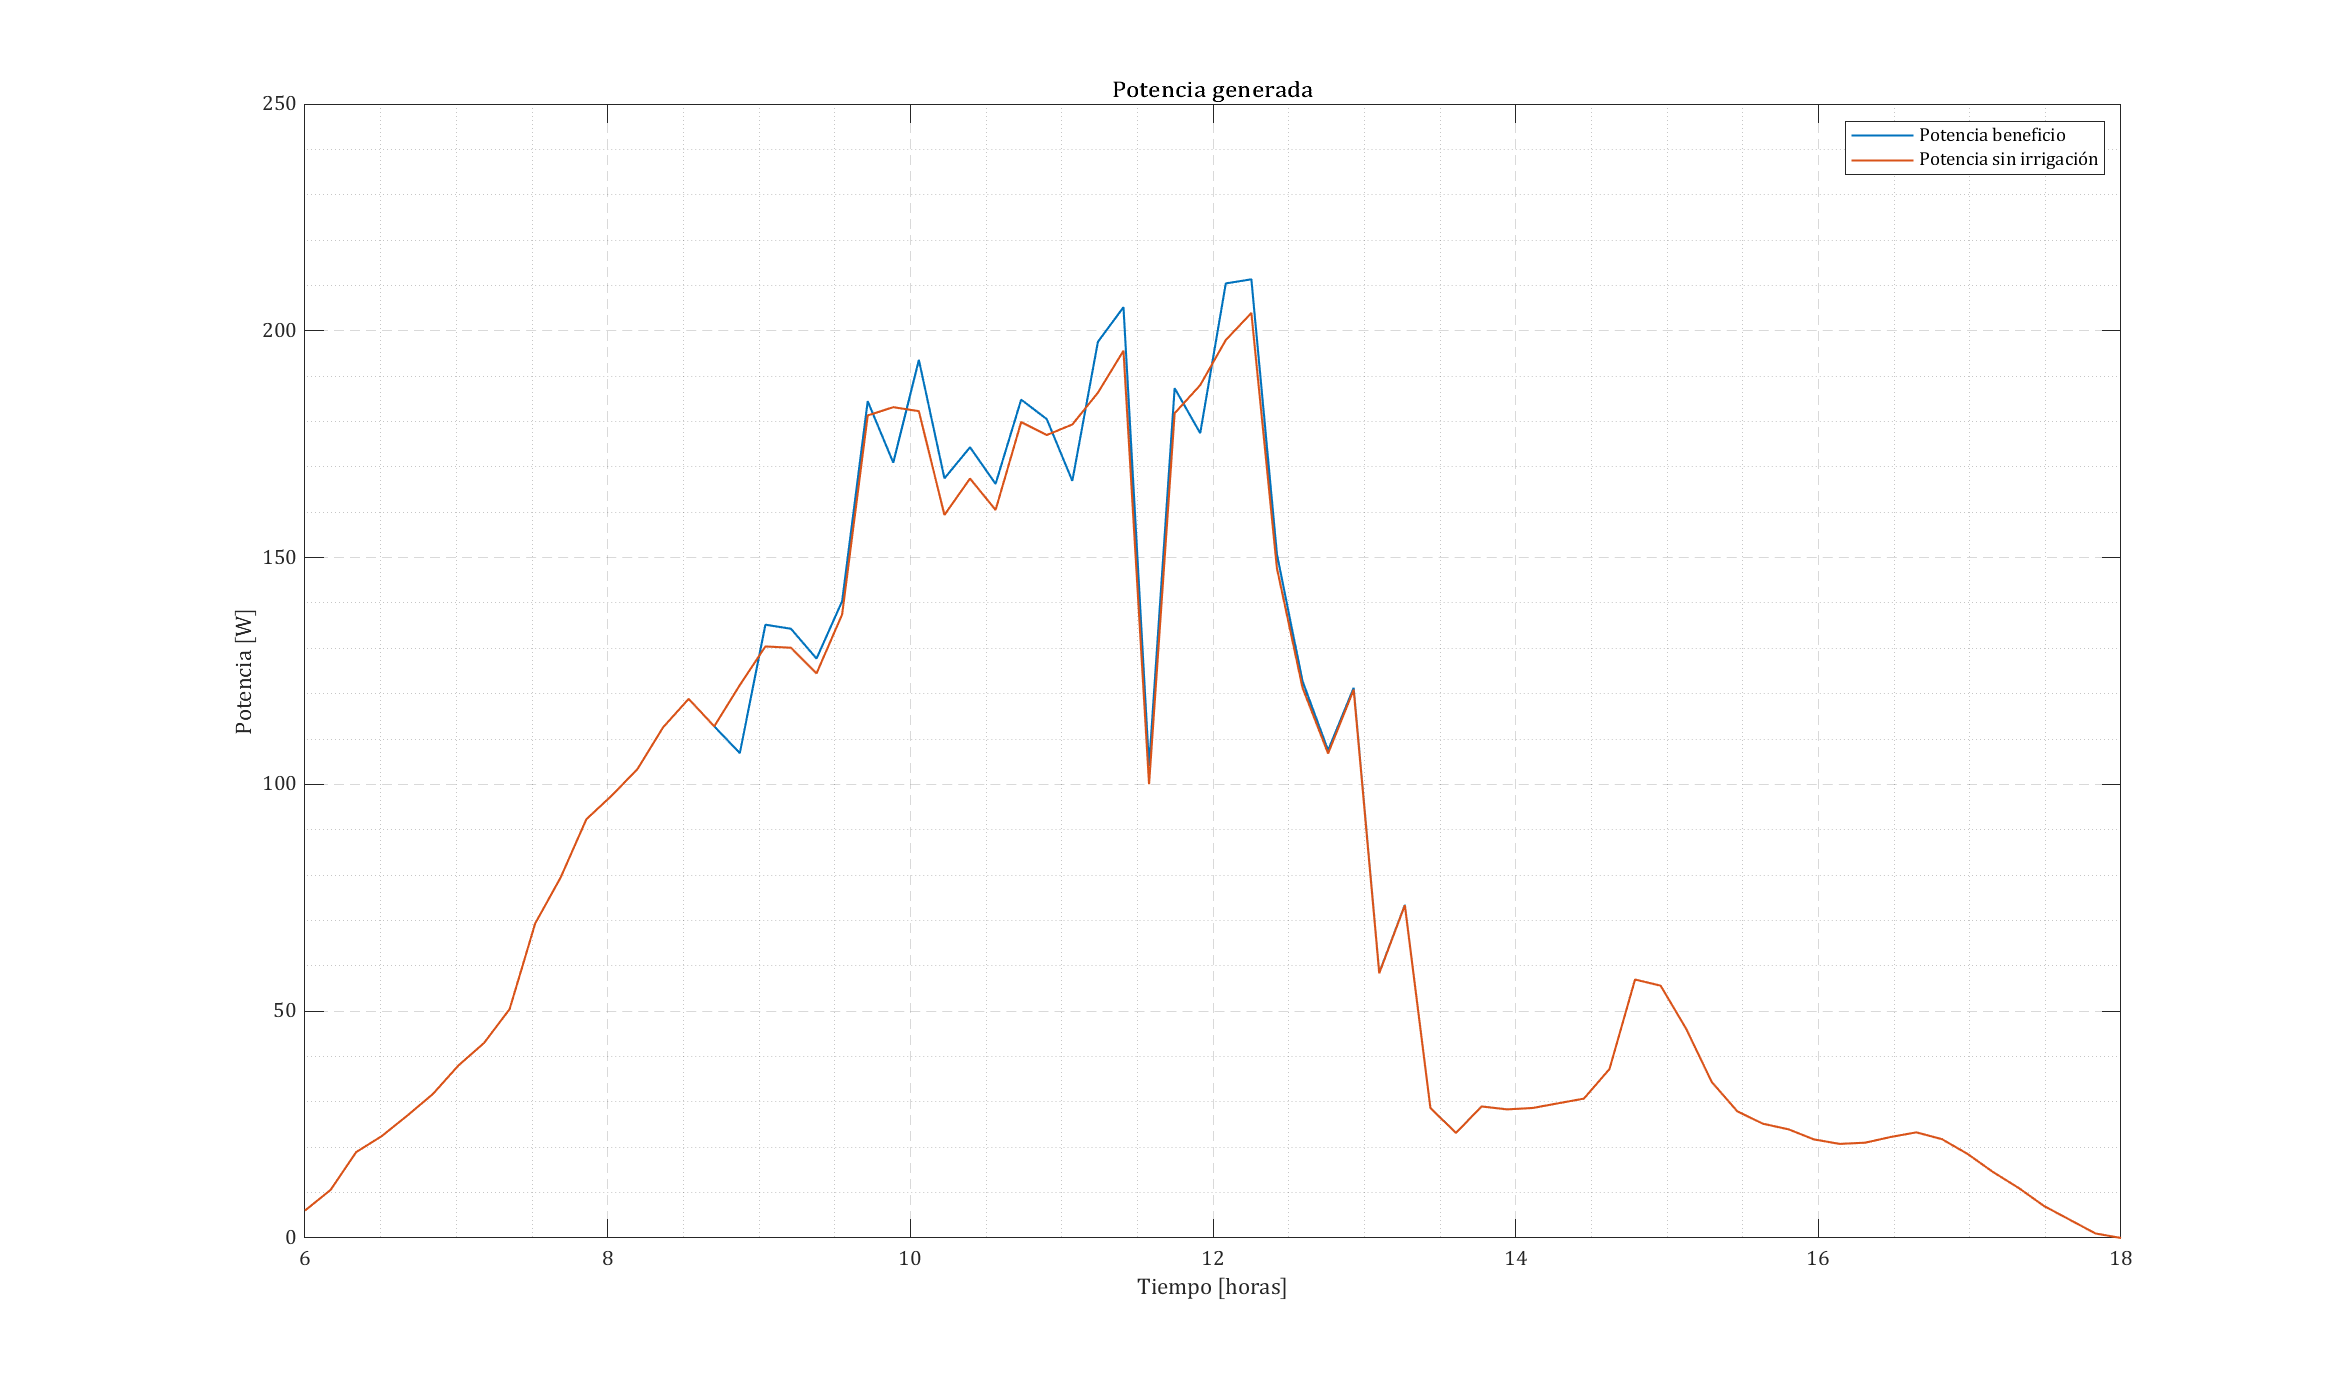 Potencia generada
250
200
150
100
50
0
Potencia [W]
Potencia beneficio
Potencia sin irrigación
6 8 10 12 14 16 18
Tiempo [horas]